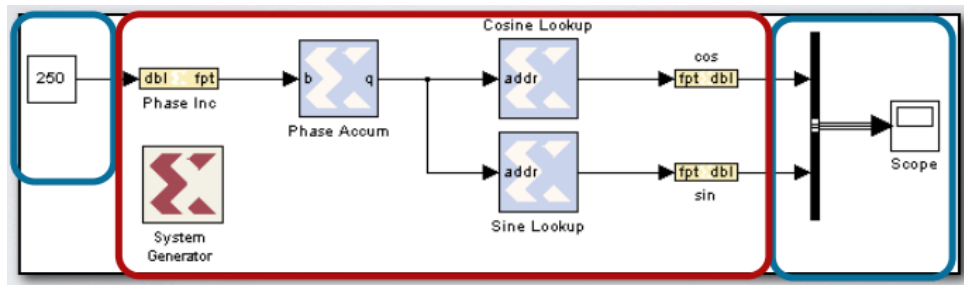 250
dbl fpt
Phase Inc
b q
Phase Accum
Cosine Lookup
addr
cos
fpt dbl
addr
Sine Lookup
fpt dbl
sin
Scope
System
Generator